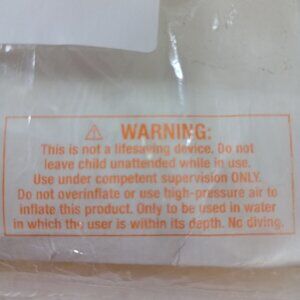 ⚠ WARNING:
This is not a lifesaving device. Do not
leave child unattended while in use.
Use under competent supervision ONLY.
Do not overinflate or use high-pressure air to
inflate this product. Only to be used in water
in which the user is within its depth. No diving.